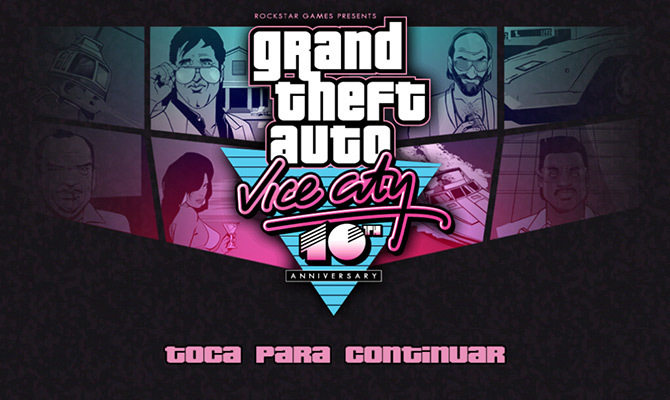 ROCKSTAR GAMES PRESENTS
grand
theft
auto
Vice City
10TH
ANNIVERSARY
TOCA PARA CONTINUAR